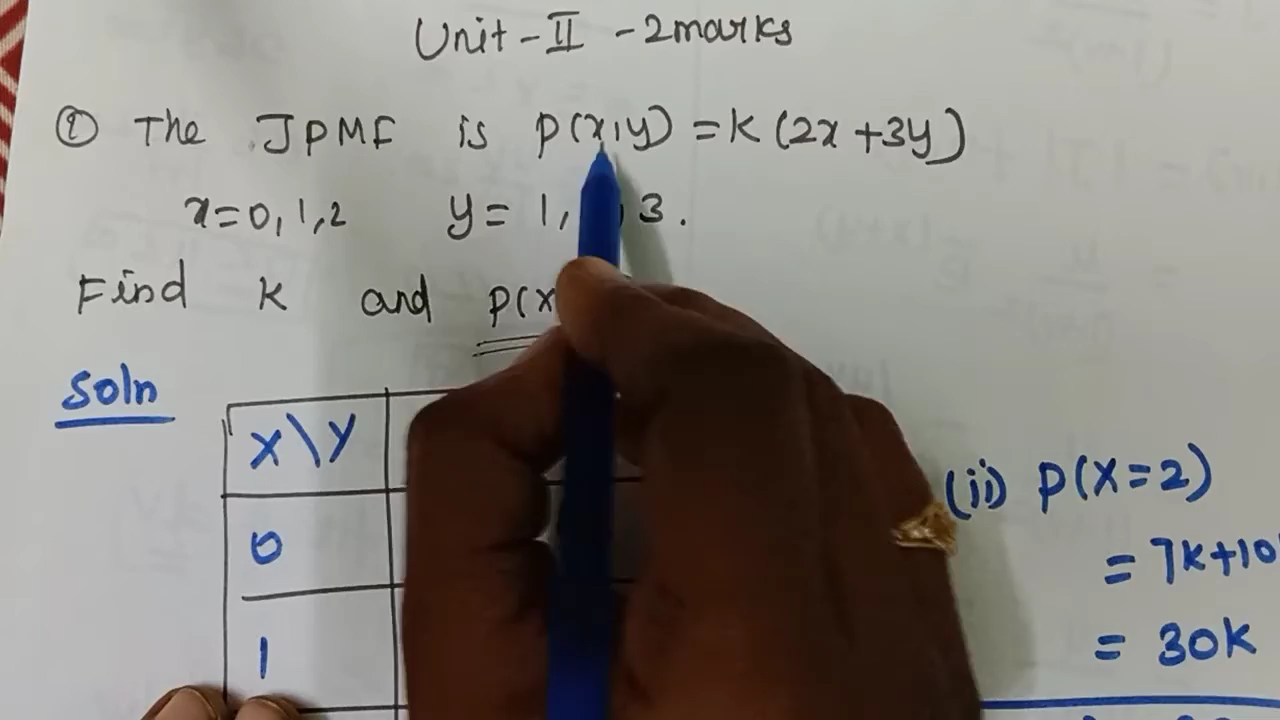 Unit - II - 2marks
① The JPMF is P(x,y) = K(2x+3y)
x=0,1,2 y= 1, , 3.
Find K and P(x
Soln
X\Y
0
1
(ii) P(X=2)
= 7K+10
= 30K